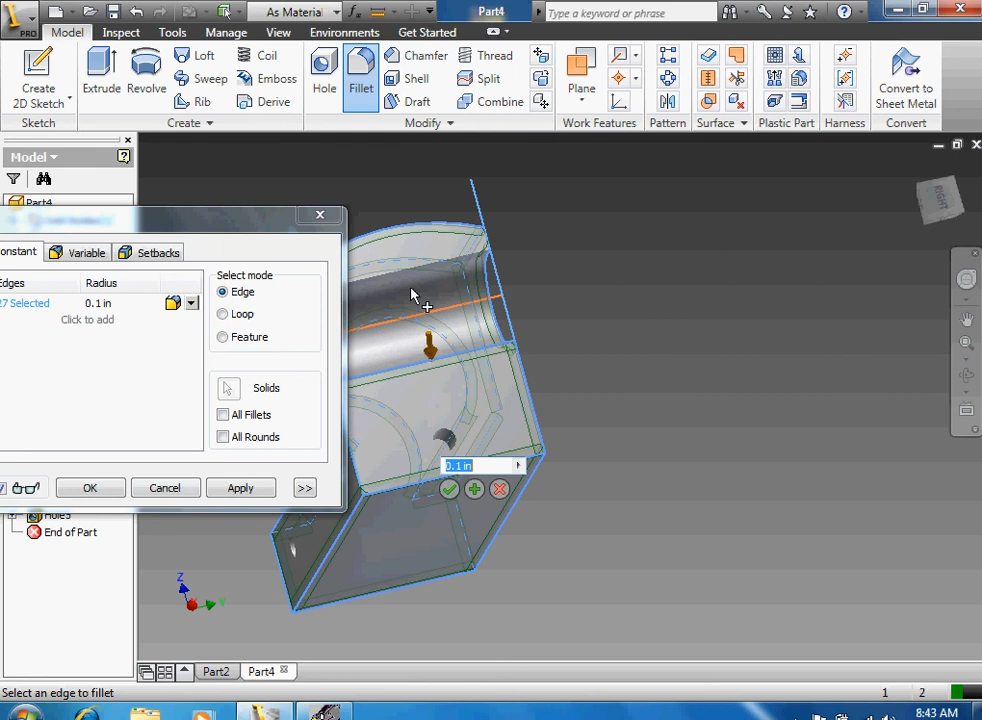 As Material
Part4
Type a keyword or phrase
PRO
Model Inspect Tools Manage View Environments Get Started
Create 2D Sketch
Extrude
Revolve
Loft
Sweep
Rib
Coil
Emboss
Derive
Hole
Fillet
Chamfer
Shell
Draft
Thread
Split
Combine
Plane
Convert to Sheet Metal
Sketch Create Modify Work Features Pattern Surface Plastic Part Harness Convert
Model
Part4
RIGHT
onstant Variable Setbacks
Edges Radius
27 Selected 0.1 in
Click to add
Select mode
Edge
Loop
Feature
Solids
All Fillets
All Rounds
OK Cancel Apply >>
0.1 in
Hole3
End of Part
Z
Y
Part2 Part4
Select an edge to fillet
1 2
8:43 AM